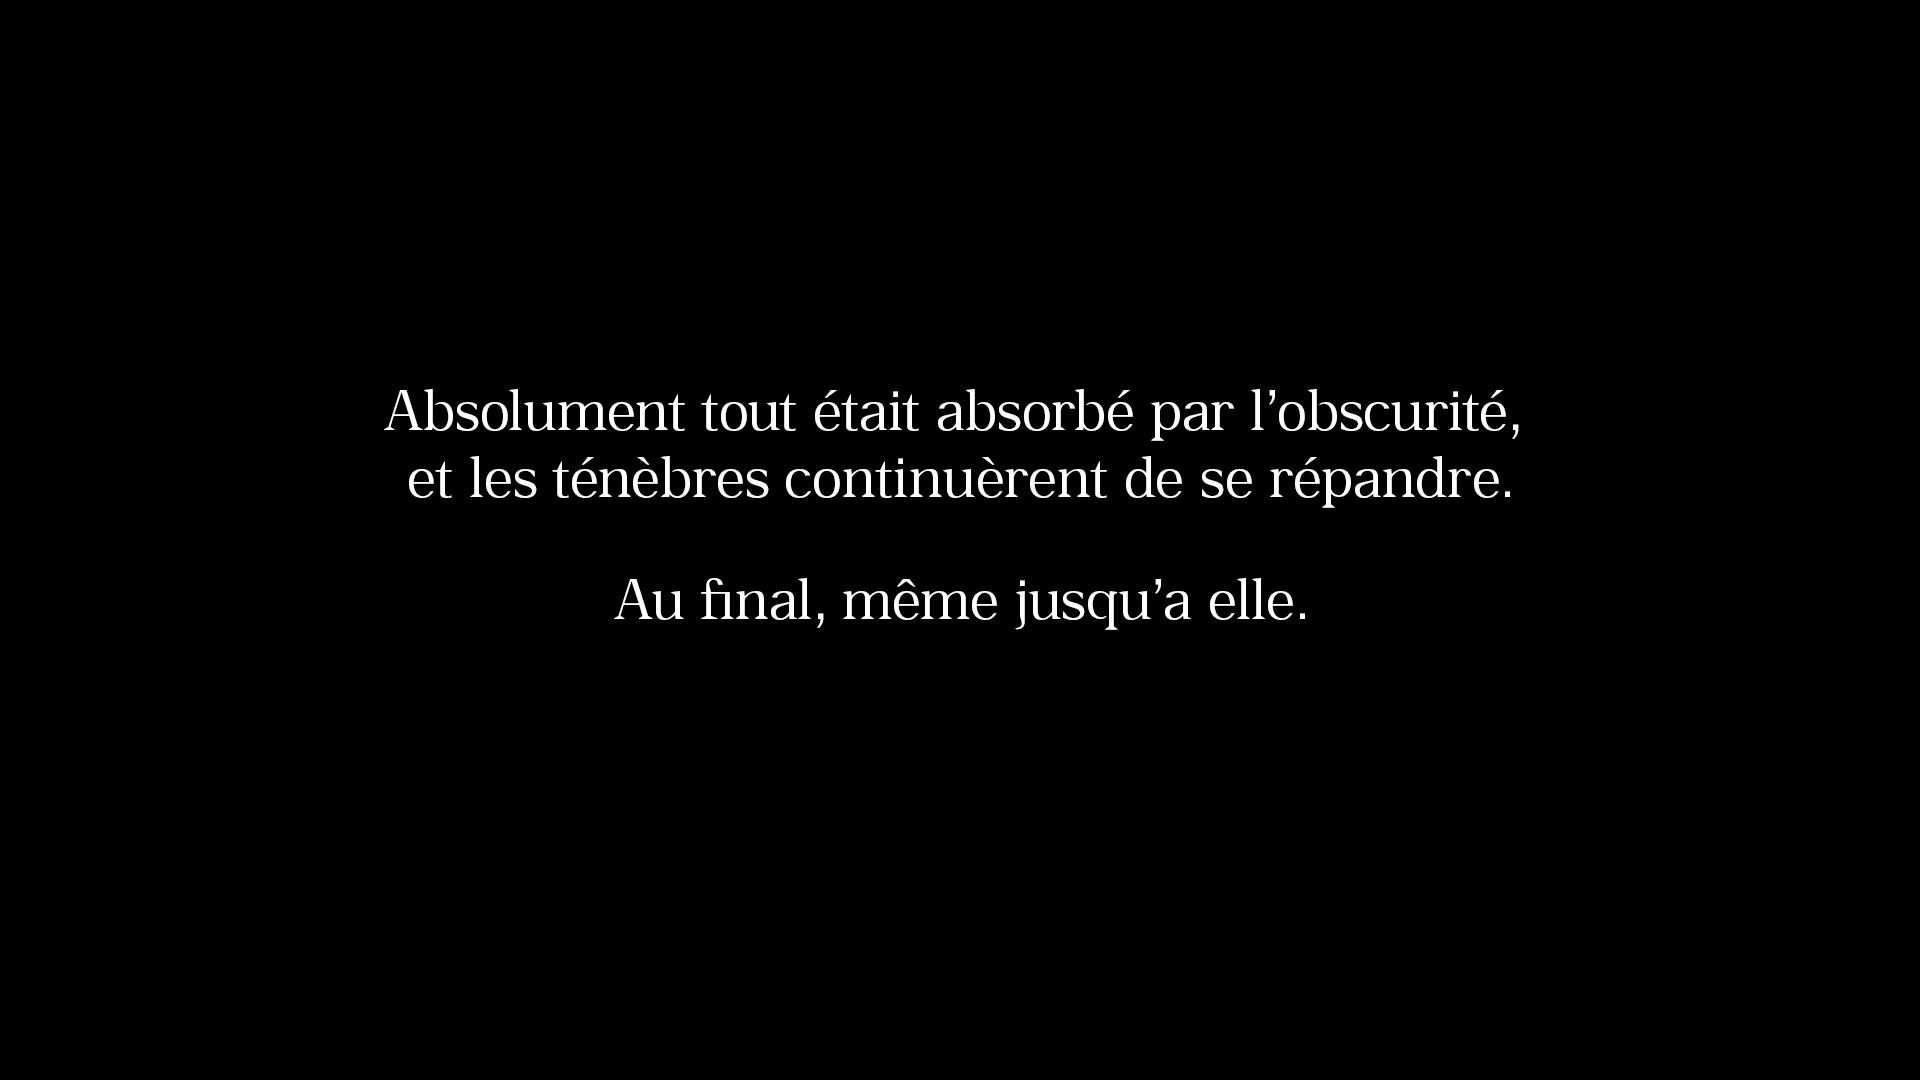 Absolument tout était absorbé par l’obscurité,
et les ténèbres continuèrent de se répandre.
Au final, même jusqu’a elle.